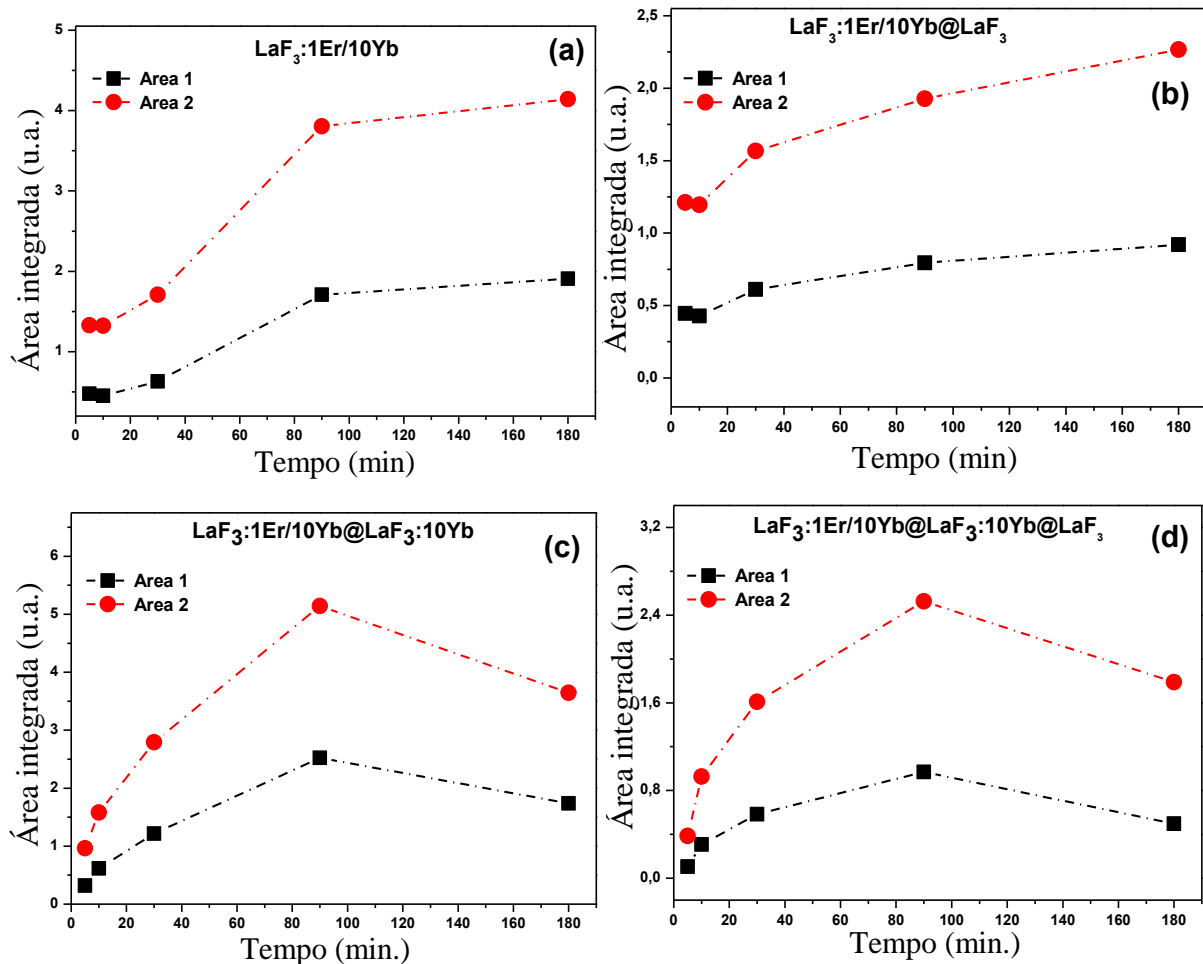 LaF₃:1Er/10Yb
(a)
Area 1
Area 2
Área integrada (u.a.)
5
4
3
2
1
0 20 40 60 80 100 120 140 160 180
Tempo (min)
LaF₃:1Er/10Yb@LaF₃
(b)
Area 1
Area 2
Área integrada (u.a.)
2,5
2,0
1,5
1,0
0,5
0,0
0 20 40 60 80 100 120 140 160 180
Tempo (min)
LaF₃:1Er/10Yb@LaF₃:10Yb
(c)
Area 1
Area 2
Área integrada (u.a.)
6
5
4
3
2
1
0
0 20 40 60 80 100 120 140 160 180
Tempo (min.)
LaF₃:1Er/10Yb@LaF₃:10Yb@LaF₃
(d)
Area 1
Area 2
Área integrada (u.a.)
3,2
2,4
1,6
0,8
0,0
0 20 40 60 80 100 120 140 160 180
Tempo (min.)